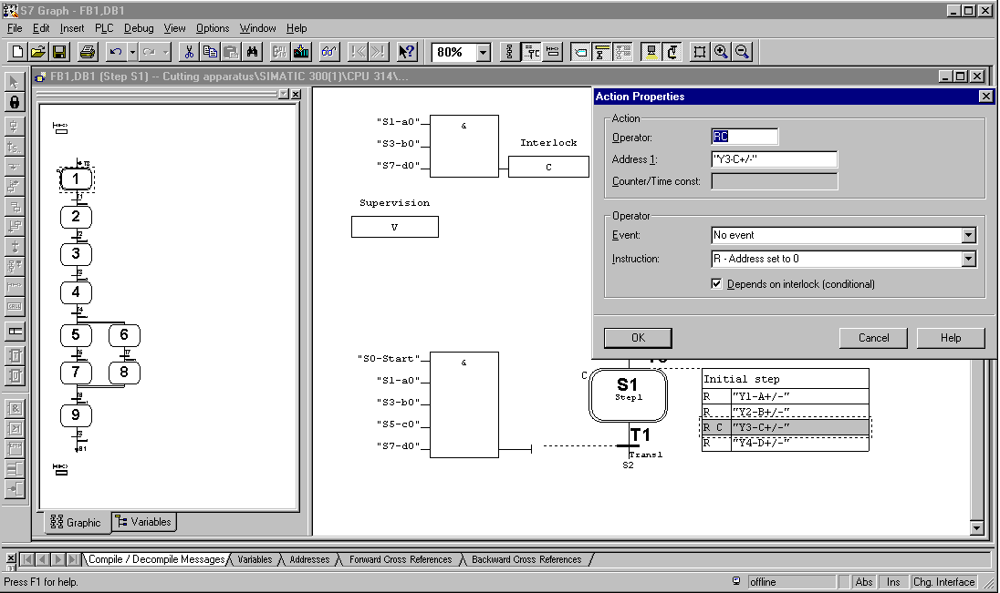 S7 Graph - FB1,DB1
File Edit Insert PLC Debug View Options Window Help
80%
FB1,DB1 (Step S1) -- Cutting apparatus\SIMATIC 300(1)\CPU 314\...
1
2
3
4
5 6
7 8
9
Graphic Variables
"S1-a0"
"S3-b0"
"S7-d0"
&
Interlock
C
Supervision
V
Action Properties
Action
Operator: RC
Address 1: "Y3-C+/-"
Counter/Time const:
Operator
Event: No event
Instruction: R - Address set to 0
Depends on interlock (conditional)
OK Cancel Help
"S0-Start"
"S1-a0"
"S3-b0"
"S5-c0"
"S7-d0"
&
C
S1
Step1
T1
Trans1
S2
Initial step
R "Y1-A+/-"
R "Y2-B+/-"
R C "Y3-C+/-"
R "Y4-D+/-"
Compile / Decompile Messages Variables Addresses Forward Cross References Backward Cross References
Press F1 for help. offline Abs Ins Chg. Interface